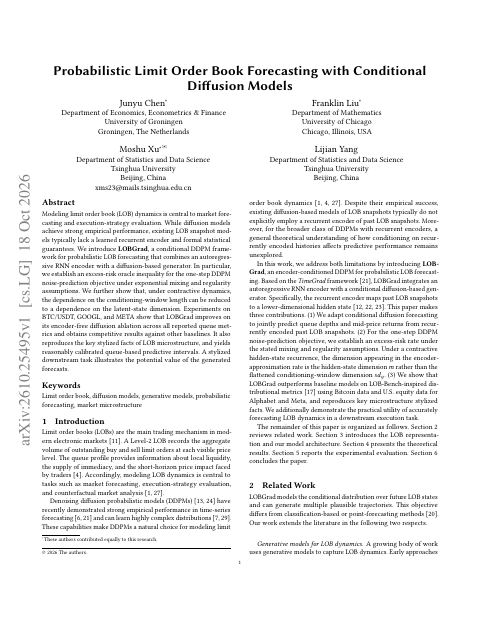 Probabilistic Limit Order Book Forecasting with Conditional
Diffusion Models
Junyu Chen*
Department of Economics, Econometrics & Finance
University of Groningen
Groningen, The Netherlands
Franklin Liu*
Department of Mathematics
University of Chicago
Chicago, Illinois, USA
Moshu Xu*
Department of Statistics and Data Science
Tsinghua University
Beijing, China
xms23@mails.tsinghua.edu.cn
Lijian Yang
Department of Statistics and Data Science
Tsinghua University
Beijing, China
arXiv:2610.25495v1 [cs.LG] 18 Oct 2026
Abstract
Modeling limit order book (LOB) dynamics is central to market fore-
casting and execution-strategy evaluation. While diffusion models
achieve strong empirical performance, existing LOB snapshot mod-
els typically lack a learned recurrent encoder and formal statistical
guarantees. We introduce LOBGrad, a conditional DDPM frame-
work for probabilistic LOB forecasting that combines an autoregres-
sive RNN encoder with a diffusion-based generator. In particular,
we establish an excess-risk oracle inequality for the one-step DDPM
noise-prediction objective under exponential mixing and regularity
assumptions. We further show that, under contractive dynamics,
the dependence on the conditioning-window length can be reduced
to a dependence on the latent-state dimension. Experiments on
BTC/USDT, GOOGL, and META show that LOBGrad improves on
its encoder-free diffusion ablation across all reported queue met-
rics and obtains competitive results against other baselines. It also
reproduces the key stylized facts of LOB microstructure, and yields
reasonably calibrated queue-based predictive intervals. A stylized
downstream task illustrates the potential value of the generated
forecasts.
Keywords
Limit order book, diffusion models, generative models, probabilistic
forecasting, market microstructure
1 Introduction
Limit order books (LOBs) are the main trading mechanism in mod-
ern electronic markets [11]. A Level-2 LOB records the aggregate
volume of outstanding buy and sell limit orders at each visible price
level. The queue profile provides information about local liquidity,
the supply of immediacy, and the short-horizon price impact faced
by traders [4]. Accordingly, modeling LOB dynamics is central to
tasks such as market forecasting, execution-strategy evaluation,
and counterfactual market analysis [1, 27].
Denoising diffusion probabilistic models (DDPMs) [13, 24] have
recently demonstrated strong empirical performance in time-series
forecasting [6, 21] and can learn highly complex distributions [7, 29].
These capabilities make DDPMs a natural choice for modeling limit
*These authors contributed equally to this research.
© 2026 The authors.
order book dynamics [1, 4, 27]. Despite their empirical success,
existing diffusion-based models of LOB snapshots typically do not
explicitly employ a recurrent encoder of past LOB snapshots. More-
over, for the broader class of DDPMs with recurrent encoders, a
general theoretical understanding of how conditioning on recur-
rently encoded histories affects predictive performance remains
unexplored.
In this work, we address both limitations by introducing LOB-
Grad, an encoder-conditioned DDPM for probabilistic LOB forecast-
ing. Based on the TimeGrad framework [21], LOBGrad integrates an
autoregressive RNN encoder with a conditional diffusion-based gen-
erator. Specifically, the recurrent encoder maps past LOB snapshots
to a lower-dimensional hidden state [12, 22, 23]. This paper makes
three contributions. (1) We adapt conditional diffusion forecasting
to jointly predict queue depths and mid-price returns from recur-
rently encoded past LOB snapshots. (2) For the one-step DDPM
noise-prediction objective, we establish an excess-risk rate under
the stated mixing and regularity assumptions. Under a contractive
hidden-state recurrence, the dimension appearing in the encoder-
approximation rate is the hidden-state dimension m rather than the
flattened conditioning-window dimension
(3) We show that
LOBGrad outperforms baseline models on LOB-Bench-inspired dis-
tributional metrics [17] using Bitcoin data and U.S. equity data for
Alphabet and Meta, and reproduces key microstructure stylized
facts. We additionally demonstrate the practical utility of accurately
forecasting LOB dynamics in a downstream execution task.
The remainder of this paper is organized as follows. Section 2
reviews related work. Section 3 introduces the LOB representa-
tion and our model architecture. Section 4 presents the theoretical
results. Section 5 reports the experimental evaluation. Section 6
concludes the paper.
2 Related Work
LOBGrad models the conditional distribution over future LOB states
and can generate multiple plausible trajectories. This objective
differs from classification-based or point-forecasting methods [20].
Our work extends the literature in the following two respects.
Generative models for LOB dynamics. A growing body of work
uses generative models to capture LOB dynamics. Early approaches
1